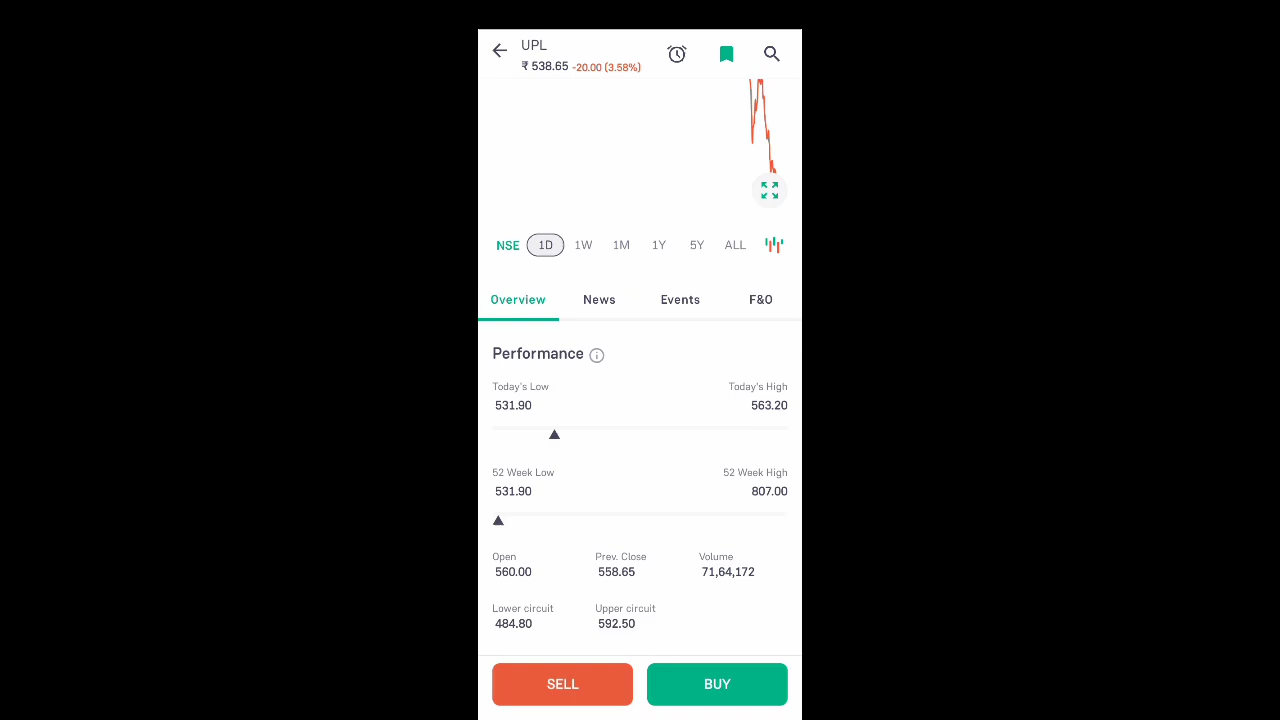 UPL
₹ 538.65 -20.00 (3.58%)
NSE 1D 1W 1M 1Y 5Y ALL
Overview News Events F&O
Performance
Today's Low Today's High
531.90 563.20
52 Week Low 52 Week High
531.90 807.00
Open Prev. Close Volume
560.00 558.65 71,64,172
Lower circuit Upper circuit
484.80 592.50
SELL BUY